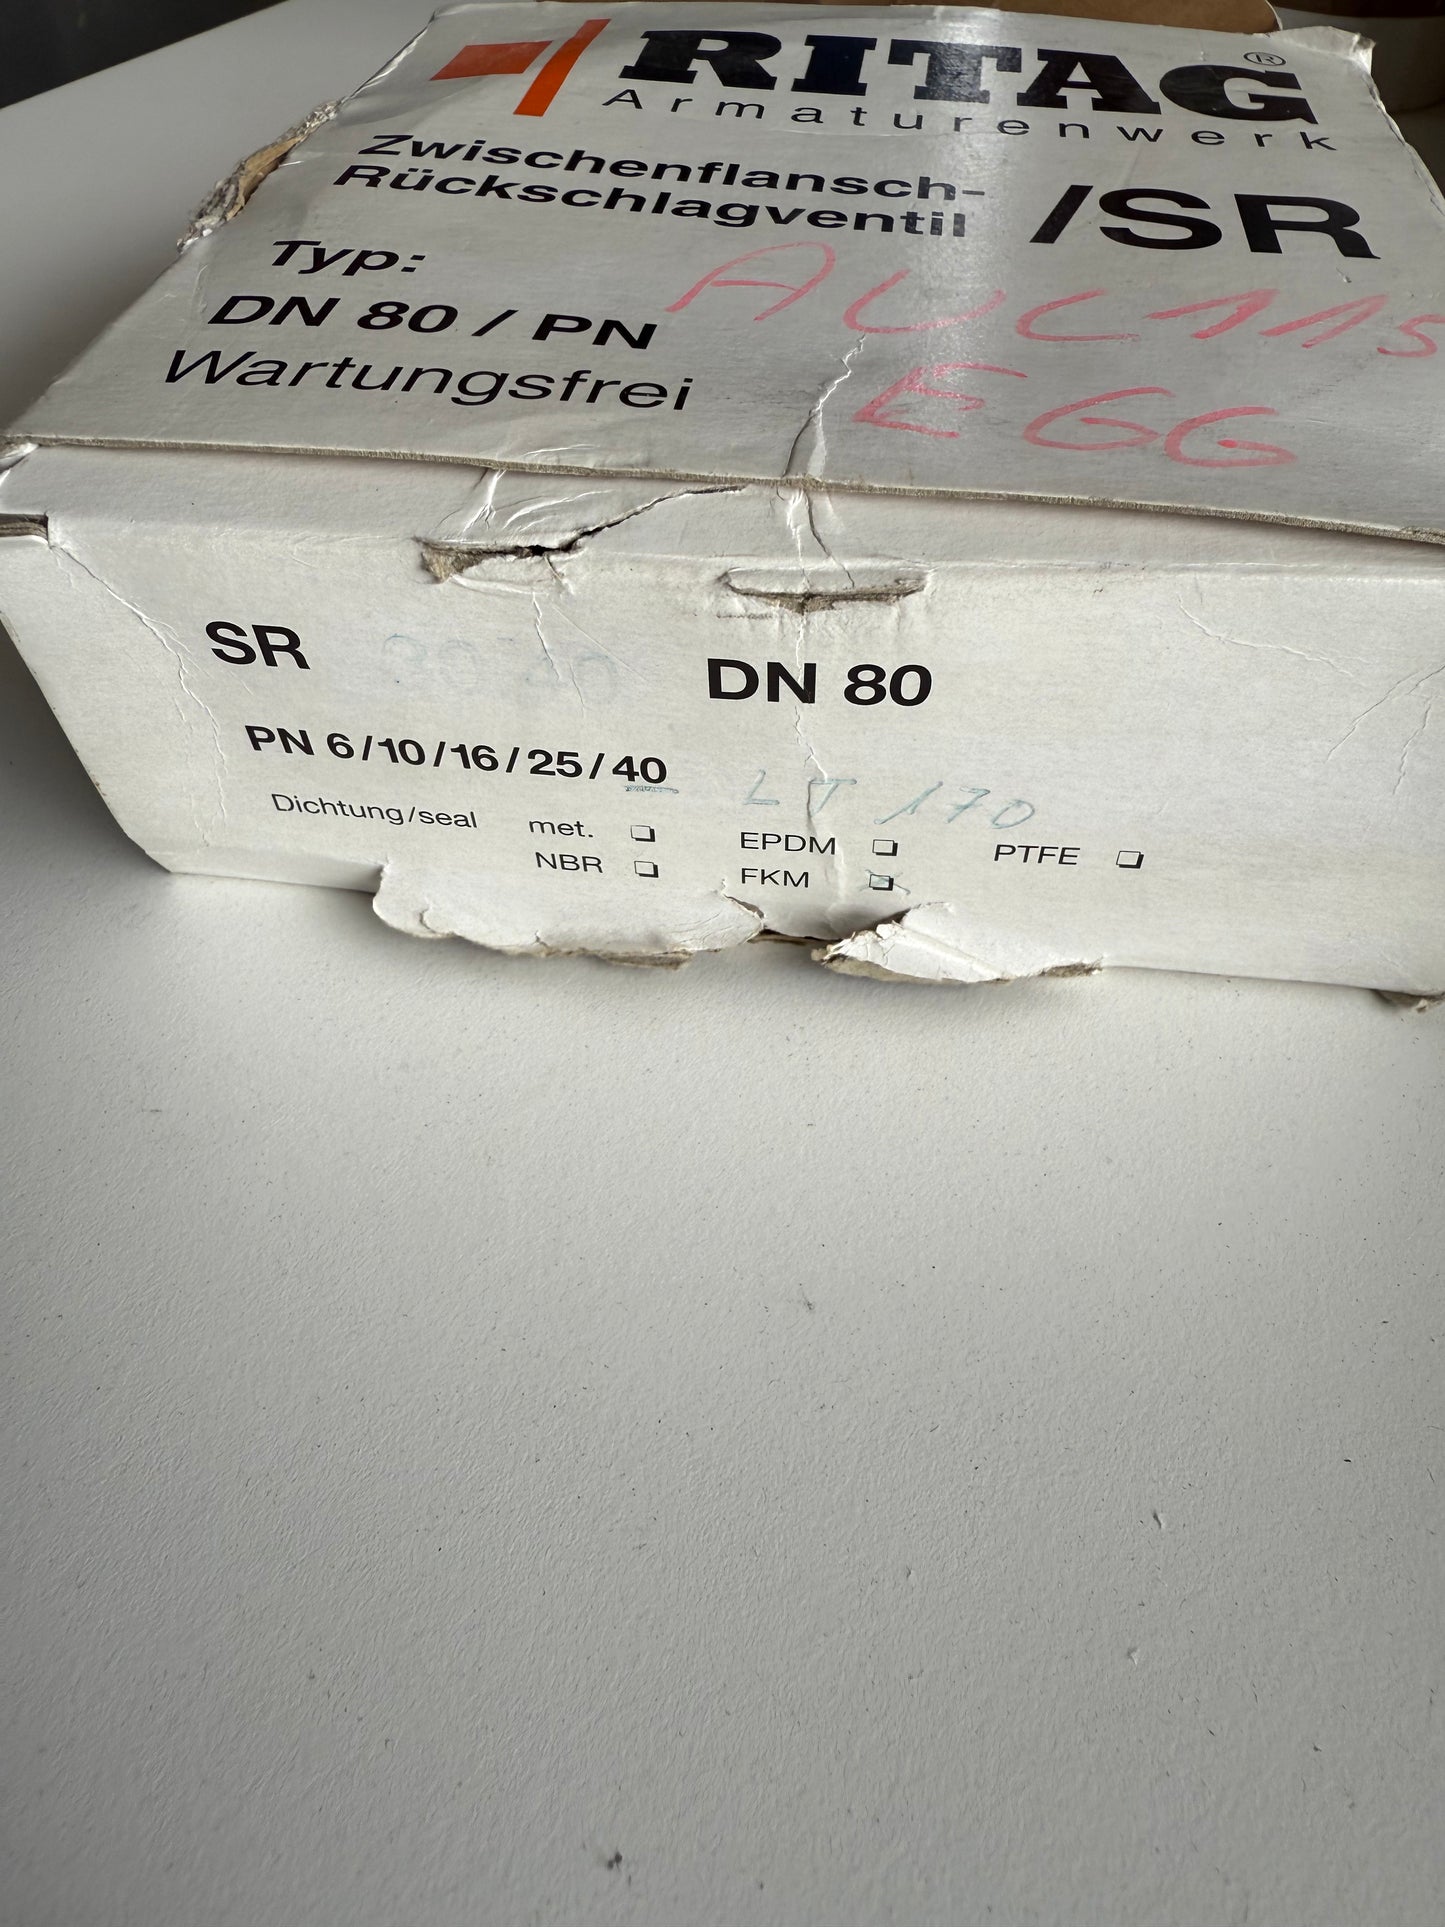 RITAG®
Armaturenwerk
Zwischenflansch-
Rückschlagventil /SR
Typ:
DN 80 / PN
Wartungsfrei
EGG
SR DN 80
PN 6/10/16/25/40
LT 170
Dichtung/seal met. EPDM PTFE
NBR FKM